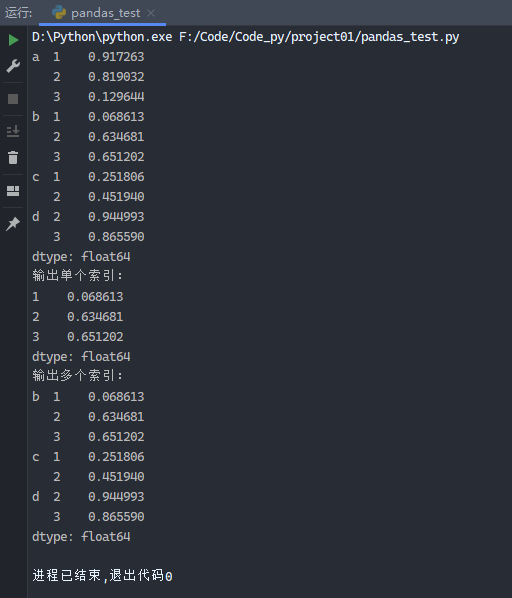 运行: pandas_test
D:\Python\python.exe F:/Code/Code_py/project01/pandas_test.py
a  1    0.917263
   2    0.819032
   3    0.129644
b  1    0.068613
   2    0.634681
   3    0.651202
c  1    0.251806
   2    0.451940
d  2    0.944993
   3    0.865590
dtype: float64
输出单个索引:
1    0.068613
2    0.634681
3    0.651202
dtype: float64
输出多个索引:
b  1    0.068613
   2    0.634681
   3    0.651202
c  1    0.251806
   2    0.451940
d  2    0.944993
   3    0.865590
dtype: float64
进程已结束,退出代码0